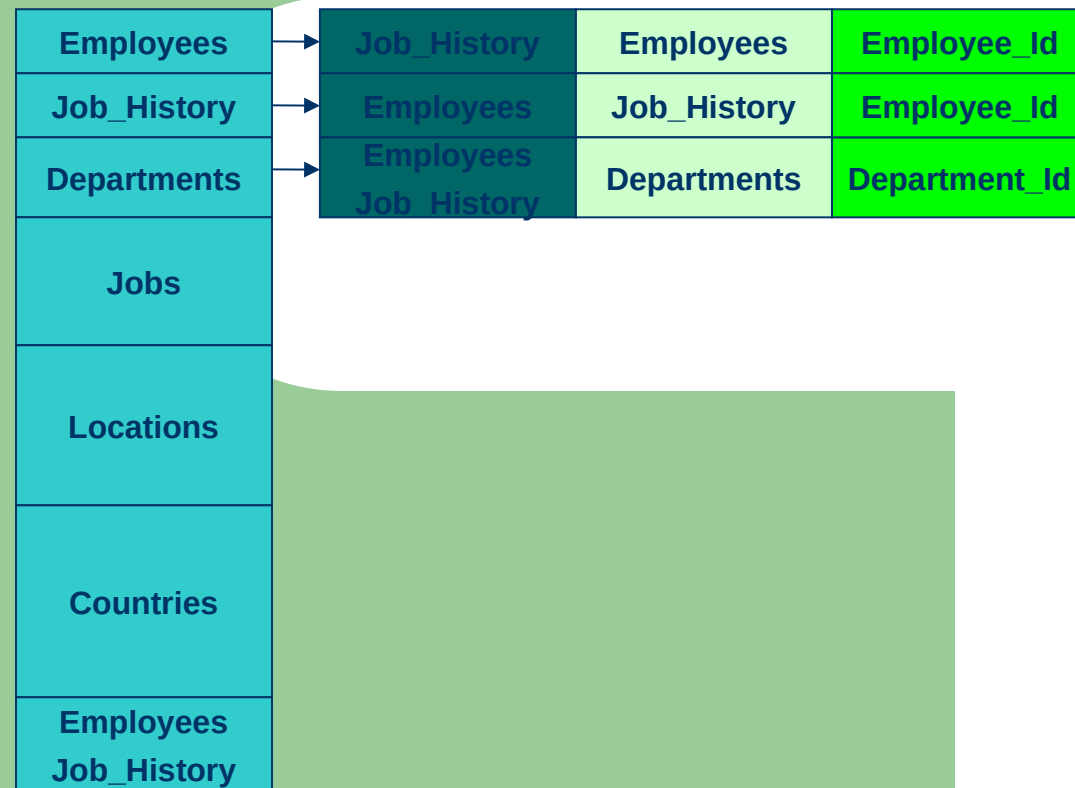 Employees Job_History Employees Employee_Id
Job_History Employees Job_History Employee_Id
Departments Employees Job_History Departments Department_Id
Jobs
Locations
Countries
Employees
Job_History